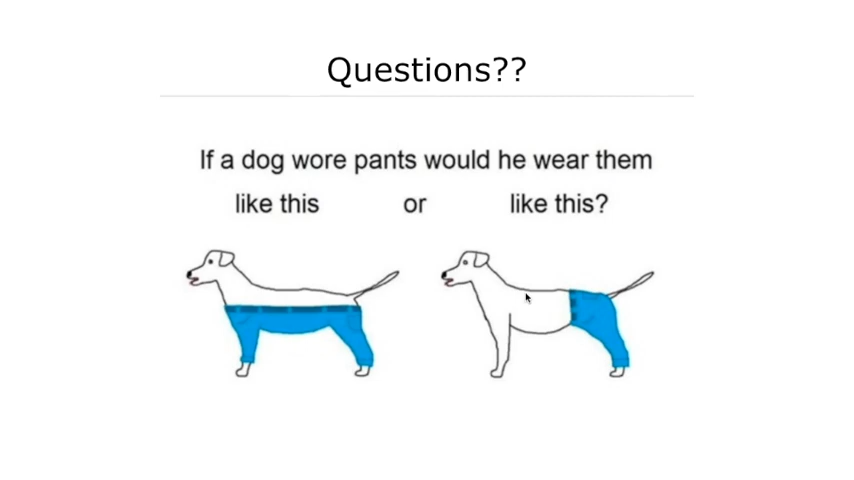 Questions??
If a dog wore pants would he wear them
like this or like this?